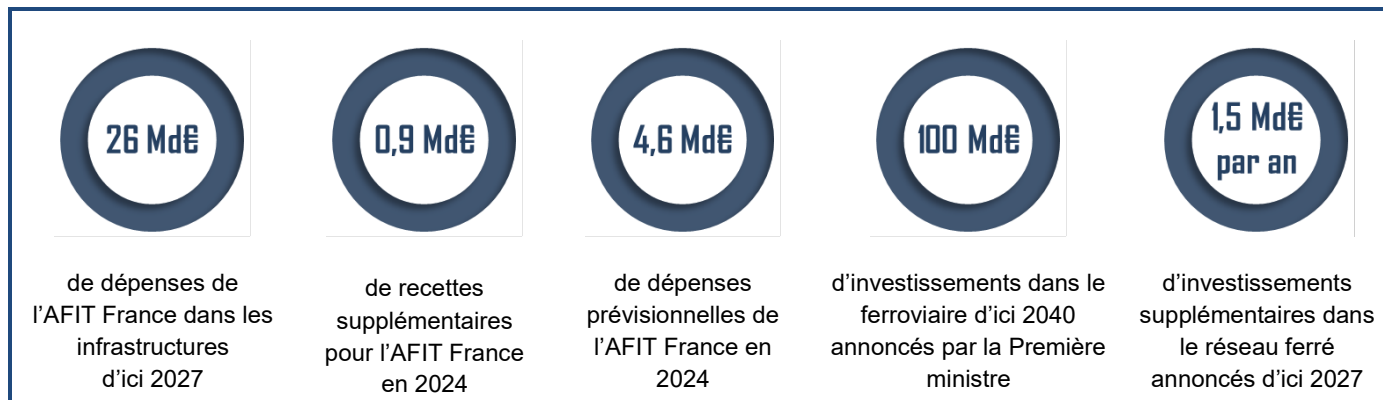 26 Md€
de dépenses de
l'AFIT France dans les
infrastructures
d'ici 2027
0,9 Md€
de recettes
supplémentaires
pour l'AFIT France
en 2024
4,6 Md€
de dépenses
prévisionnelles de
l'AFIT France en
2024
100 Md€
d'investissements dans le
ferroviaire d'ici 2040
annoncés par la Première
ministre
1,5 Md€
par an
d'investissements
supplémentaires dans
le réseau ferré
annoncés d'ici 2027